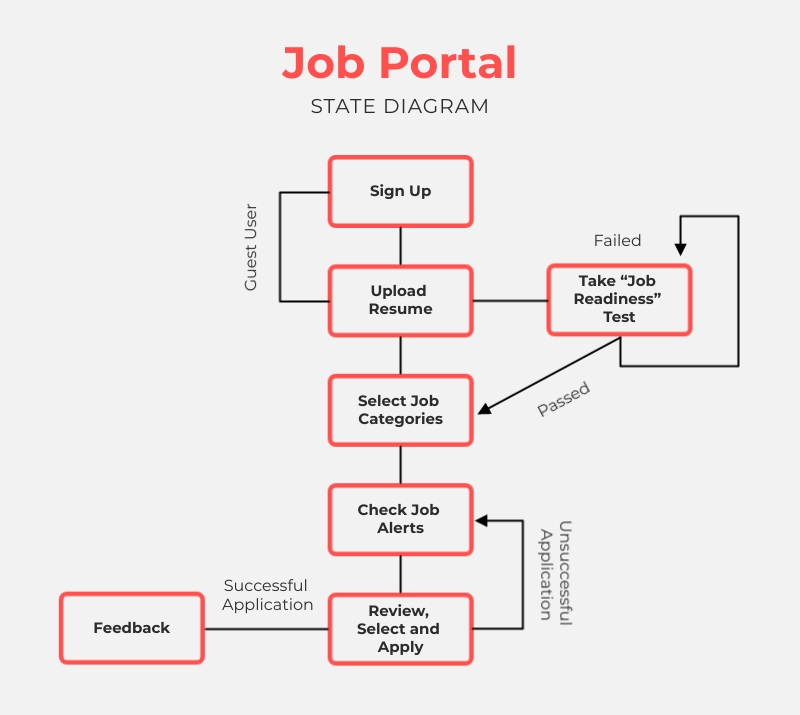 Job Portal
STATE DIAGRAM
Sign Up
Guest User
Upload
Resume
Failed
Take “Job
Readiness”
Test
Passed
Select Job
Categories
Check Job
Alerts
Unsuccessful
Application
Successful
Application
Review,
Select and
Apply
Feedback